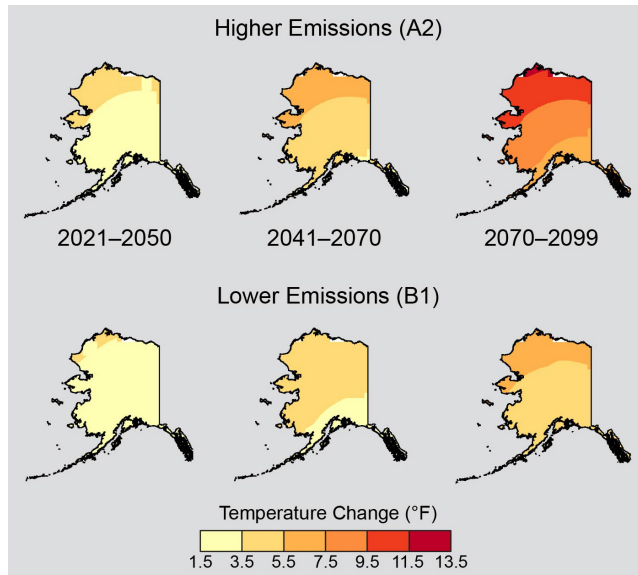 Higher Emissions (A2)
2021–2050 2041–2070 2070–2099
Lower Emissions (B1)
Temperature Change (°F)
1.5 3.5 5.5 7.5 9.5 11.5 13.5